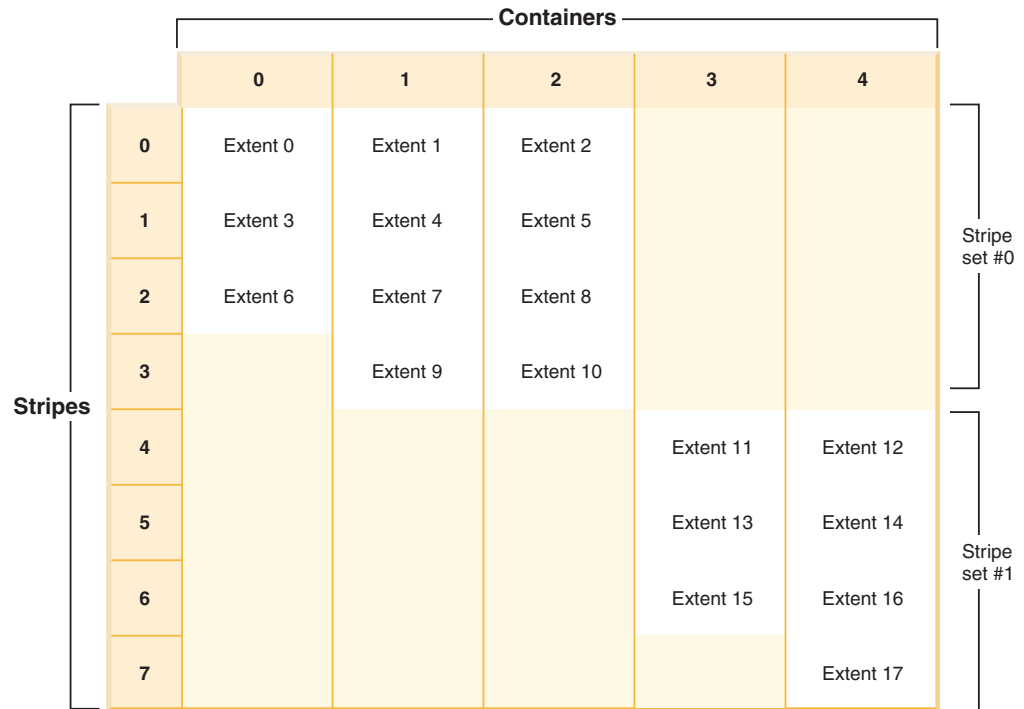 Containers
0 1 2 3 4
0 Extent 0 Extent 1 Extent 2
1 Extent 3 Extent 4 Extent 5
Stripe
set #0
2 Extent 6 Extent 7 Extent 8
3 Extent 9 Extent 10
Stripes
4 Extent 11 Extent 12
5 Extent 13 Extent 14
Stripe
set #1
6 Extent 15 Extent 16
7 Extent 17